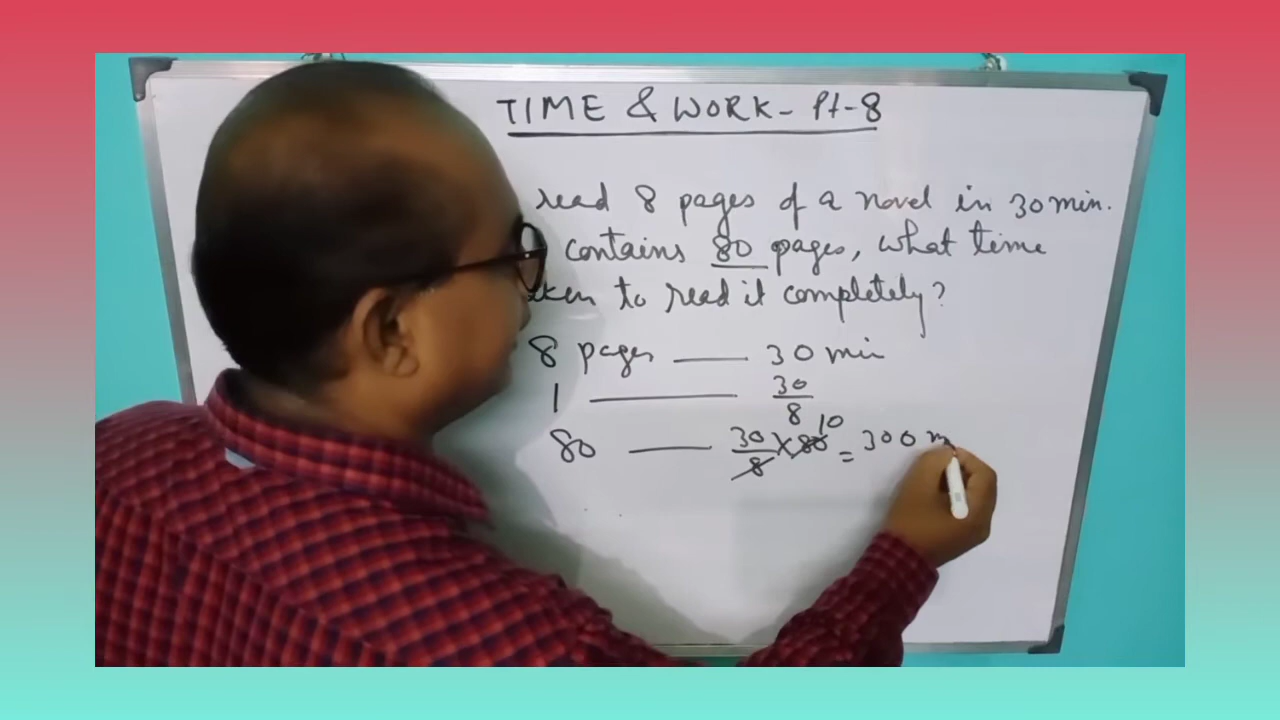 TIME & WORK - Pt-8
read 8 pages of a novel in 30 min.
contains 80 pages, what time
to read it completely?
8 pages — 30 min
1 — 30/8
80 — 30/8 × 80 10 = 300 m